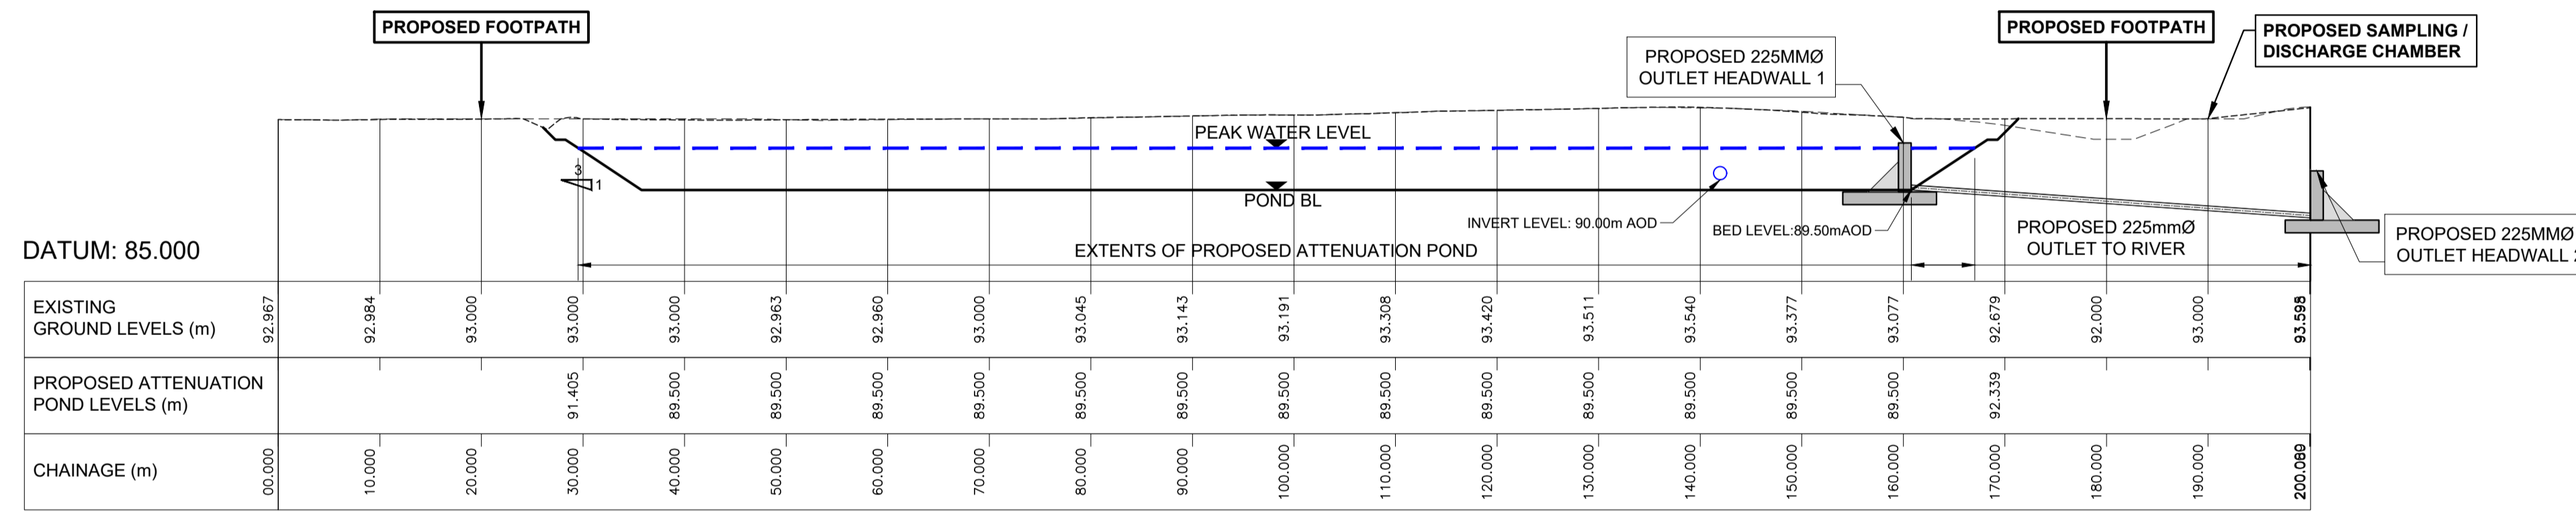 PROPOSED FOOTPATH
PROPOSED FOOTPATH
PROPOSED SAMPLING /
DISCHARGE CHAMBER
PROPOSED 225MMØ
OUTLET HEADWALL 1
PEAK WATER LEVEL
3
1
POND BL
INVERT LEVEL: 90.00m AOD
BED LEVEL:89.50mAOD
PROPOSED 225mmØ
OUTLET TO RIVER
PROPOSED 225MMØ
OUTLET HEADWALL
DATUM: 85.000
EXTENTS OF PROPOSED ATTENUATION POND
EXISTING
GROUND LEVELS (m)
92.967
92.984
93.000
93.000
93.000
92.963
92.960
93.000
93.045
93.143
93.191
93.308
93.420
93.511
93.540
93.377
93.077
92.679
92.000
93.000
PROPOSED ATTENUATION
POND LEVELS (m)
91.405
89.500
89.500
89.500
89.500
89.500
89.500
89.500
89.500
89.500
89.500
89.500
89.500
89.500
92.339
CHAINAGE (m)
00.000
10.000
20.000
30.000
40.000
50.000
60.000
70.000
80.000
90.000
100.000
110.000
120.000
130.000
140.000
150.000
160.000
170.000
180.000
190.000